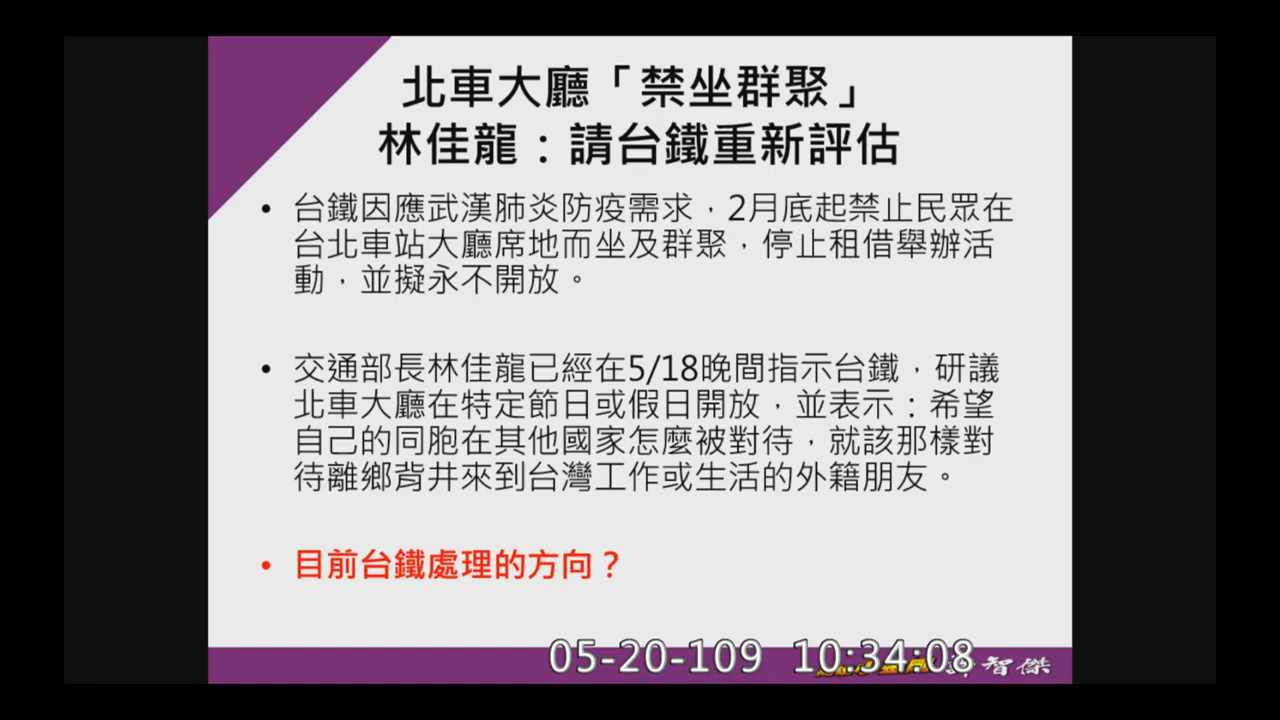 北車大廳「禁坐群聚」
林佳龍：請台鐵重新評估
• 台鐵因應武漢肺炎防疫需求，2月底起禁止民眾在
台北車站大廳席地而坐及群聚，停止租借舉辦活
動，並擬永不開放。
• 交通部長林佳龍已經在5/18晚間指示台鐵，研議
北車大廳在特定節日或假日開放，並表示：希望
自己的同胞在其他國家怎麼被對待，就該那樣對
待離鄉背井來到台灣工作或生活的外籍朋友。
• 目前台鐵處理的方向？
05-20-109 10:34:08
智傑